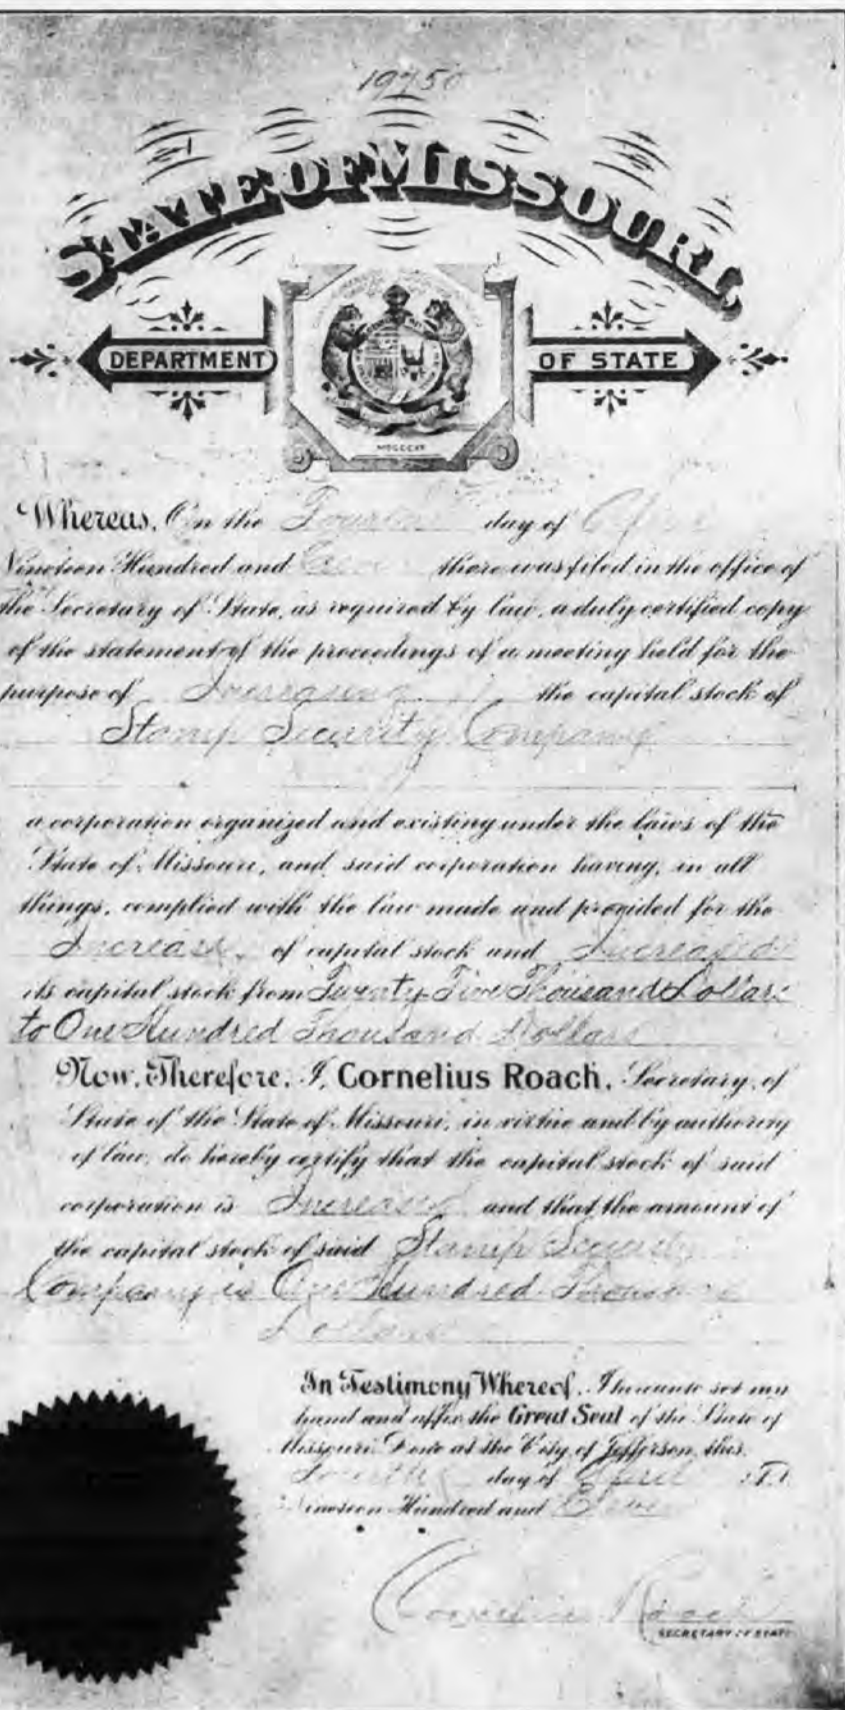 19750
STATE OF MISSOURI.
DEPARTMENT OF STATE
MDCCCXX
Whereas, On the Fourth day of April
Nineteen Hundred and there was filed in the office of
the Secretary of State, as required by law, a duly certified copy
of the statement of the proceedings of a meeting held for the
purpose of Increasing the capital stock of
Stamp Security Company
a corporation organized and existing under the laws of the
State of Missouri, and said corporation having, in all
things, complied with the law made and provided for the
Increase of capital stock and Increased
its capital stock from Twenty Five Thousand Dollars
to One Hundred Thousand Dollars
Now, Therefore, I, Cornelius Roach, Secretary of
State of the State of Missouri, in virtue and by authority
of law, do hereby certify that the capital stock of said
corporation is Increased and that the amount of
the capital stock of said Stamp Security
Company is One Hundred Thousand
Dollars
In Testimony Whereof, I hereunto set my
hand and affix the Great Seal of the State of
Missouri. Done at the City of Jefferson, this
Fourth day of April A.D.
Nineteen Hundred and
Cornelius Roach
SECRETARY OF STATE